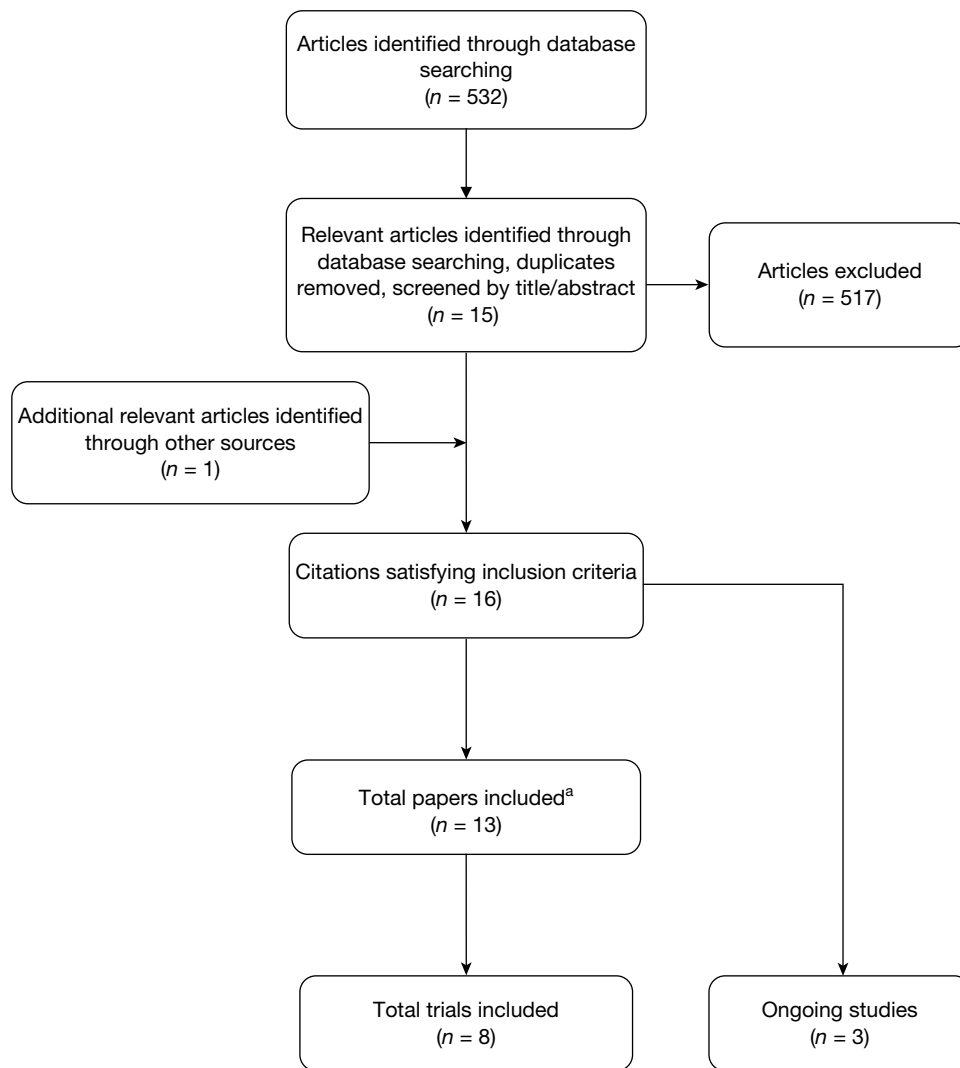 Articles identified through database
searching
(n = 532)
Relevant articles identified through
database searching, duplicates
removed, screened by title/abstract
(n = 15)
Articles excluded
(n = 517)
Additional relevant articles identified
through other sources
(n = 1)
Citations satisfying inclusion criteria
(n = 16)
Total papers includedᵃ
(n = 13)
Total trials included
(n = 8)
Ongoing studies
(n = 3)